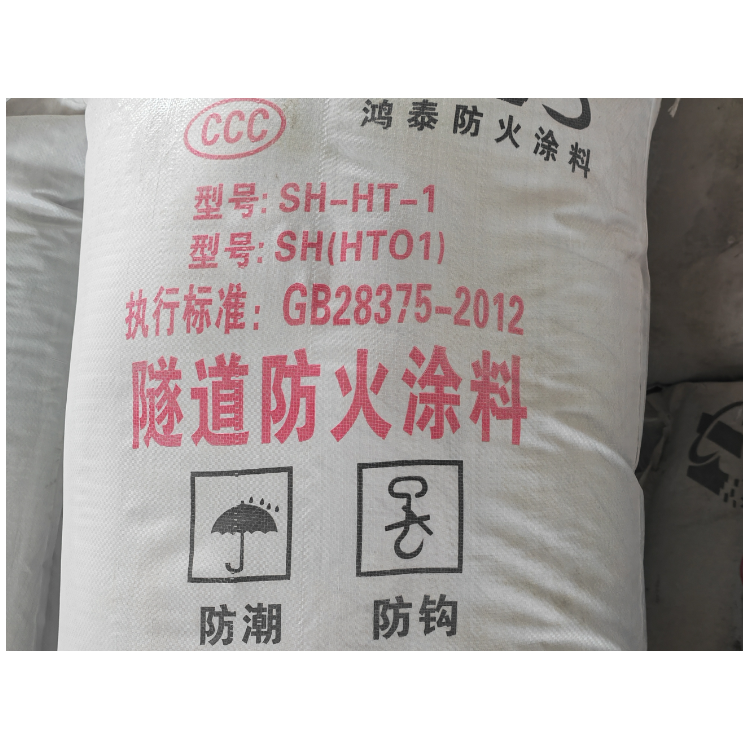 CCC
鸿泰防火涂料
型号: SH-HT-1
型号: SH(HT01)
执行标准: GB28375-2012
隧道防火涂料
防潮 防钩